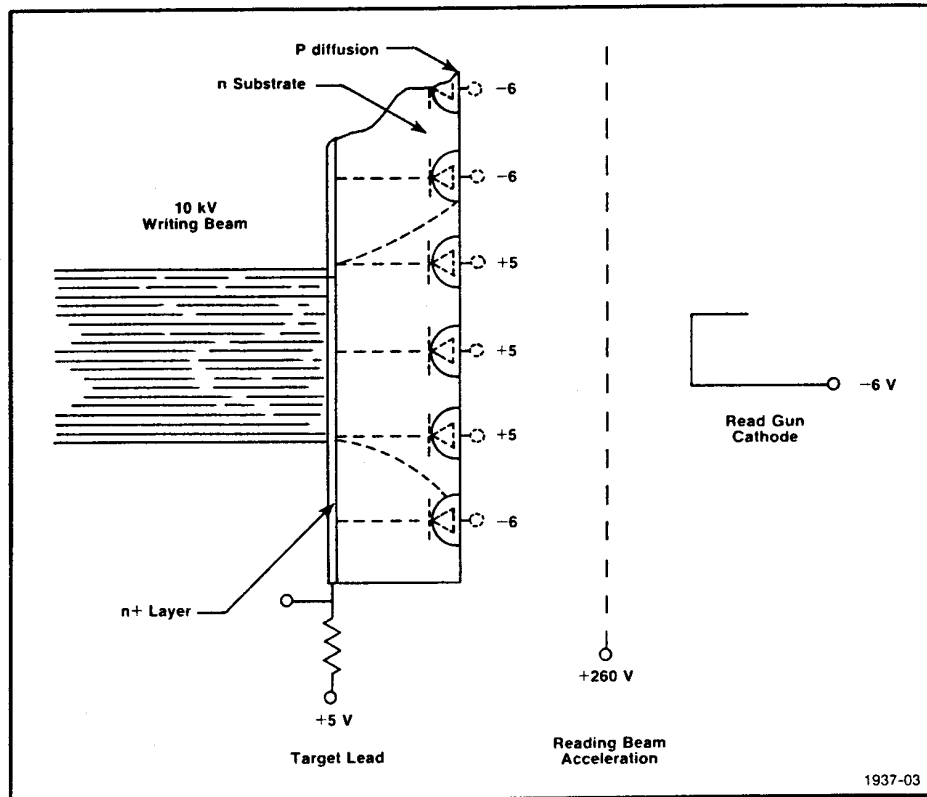 P diffusion
n Substrate
−6
−6
10 kV
Writing Beam
+5
+5
−6 V
Read Gun
Cathode
+5
−6
n+ Layer
+260 V
+5 V
Target Lead
Reading Beam
Acceleration
1937-03